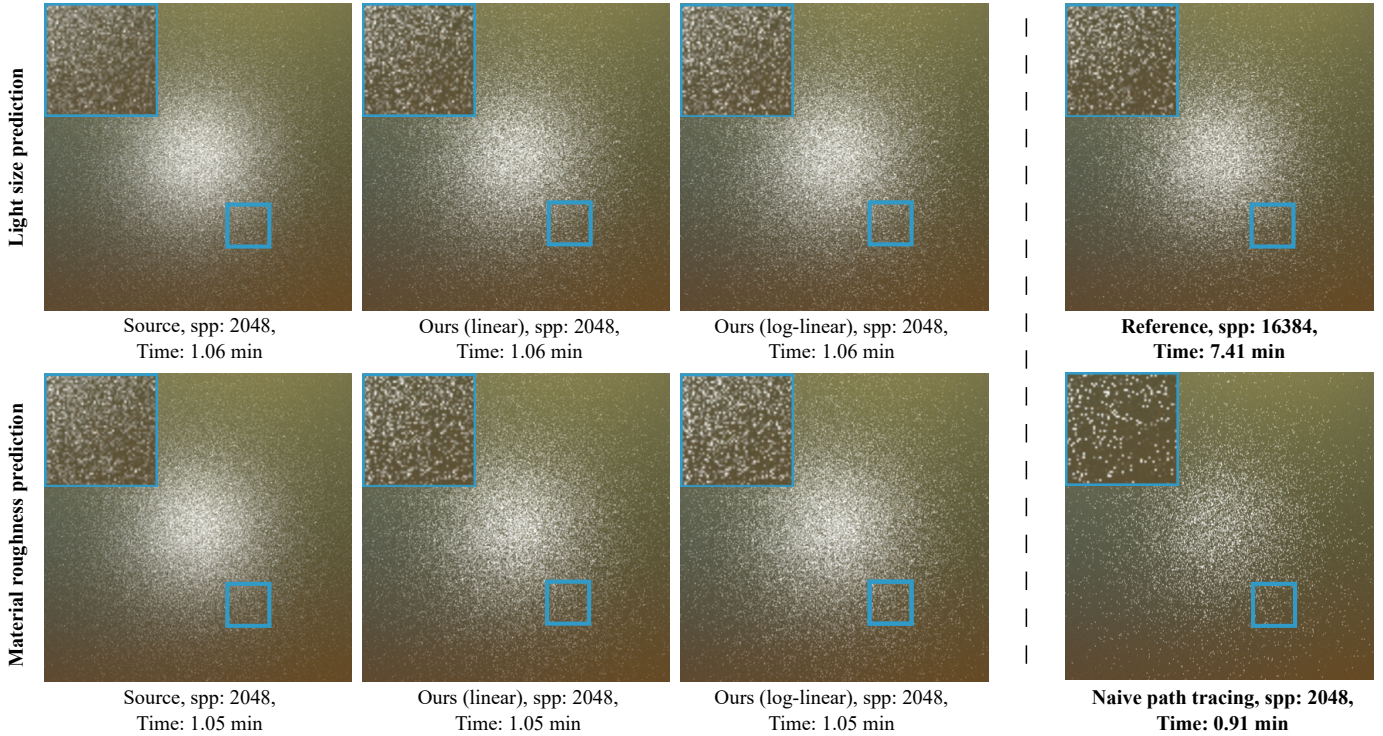 Light size prediction
Source, spp: 2048,
Time: 1.06 min
Ours (linear), spp: 2048,
Time: 1.06 min
Ours (log-linear), spp: 2048,
Time: 1.06 min
Reference, spp: 16384,
Time: 7.41 min
Material roughness prediction
Source, spp: 2048,
Time: 1.05 min
Ours (linear), spp: 2048,
Time: 1.05 min
Ours (log-linear), spp: 2048,
Time: 1.05 min
Naive path tracing, spp: 2048,
Time: 0.91 min